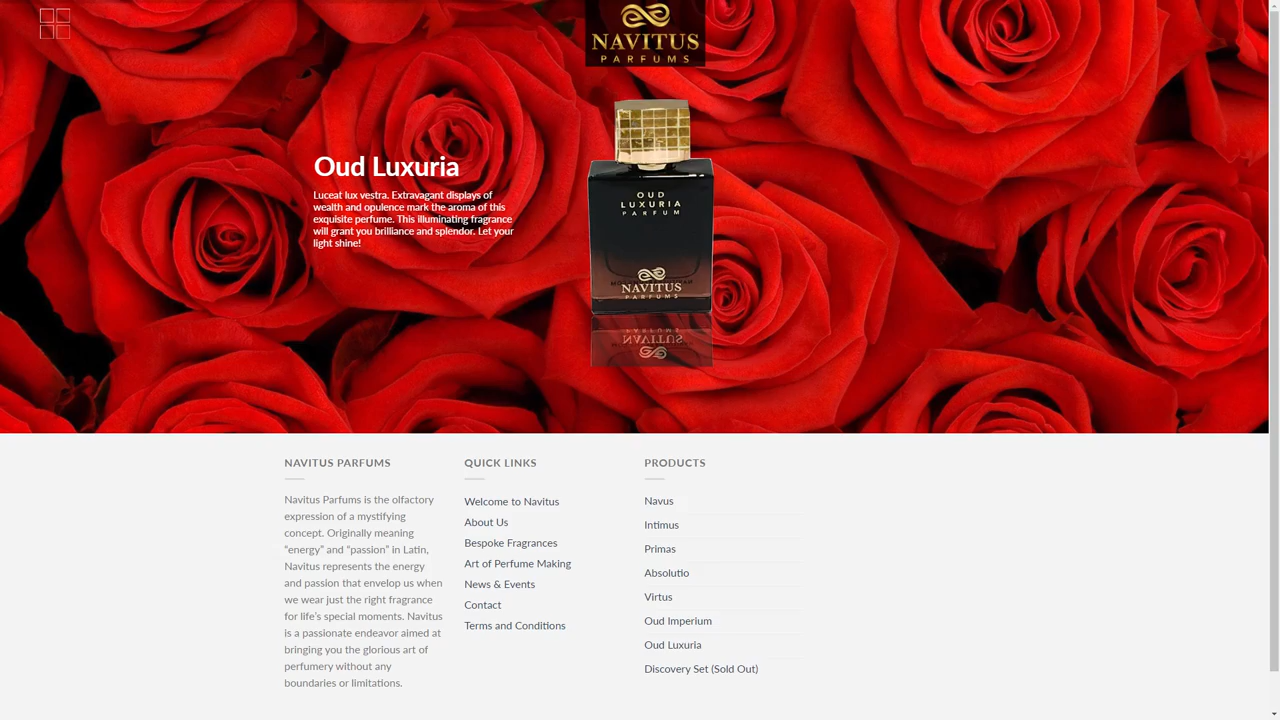 NAVITUS
PARFUMS
Oud Luxuria
Luceat lux vestra. Extravagant displays of
wealth and opulence mark the aroma of this
exquisite perfume. This illuminating fragrance
will grant you brilliance and splendor. Let your
light shine!
OUD
LUXURIA
PARFUM
NAVITUS
PARFUMS
NAVITUS PARFUMS
Navitus Parfums is the olfactory
expression of a mystifying
concept. Originally meaning
“energy” and “passion” in Latin,
Navitus represents the energy
and passion that envelop us when
we wear just the right fragrance
for life’s special moments. Navitus
is a passionate endeavor aimed at
bringing you the glorious art of
perfumery without any
boundaries or limitations.
QUICK LINKS
Welcome to Navitus
About Us
Bespoke Fragrances
Art of Perfume Making
News & Events
Contact
Terms and Conditions
PRODUCTS
Navus
Intimus
Primas
Absolutio
Virtus
Oud Imperium
Oud Luxuria
Discovery Set (Sold Out)